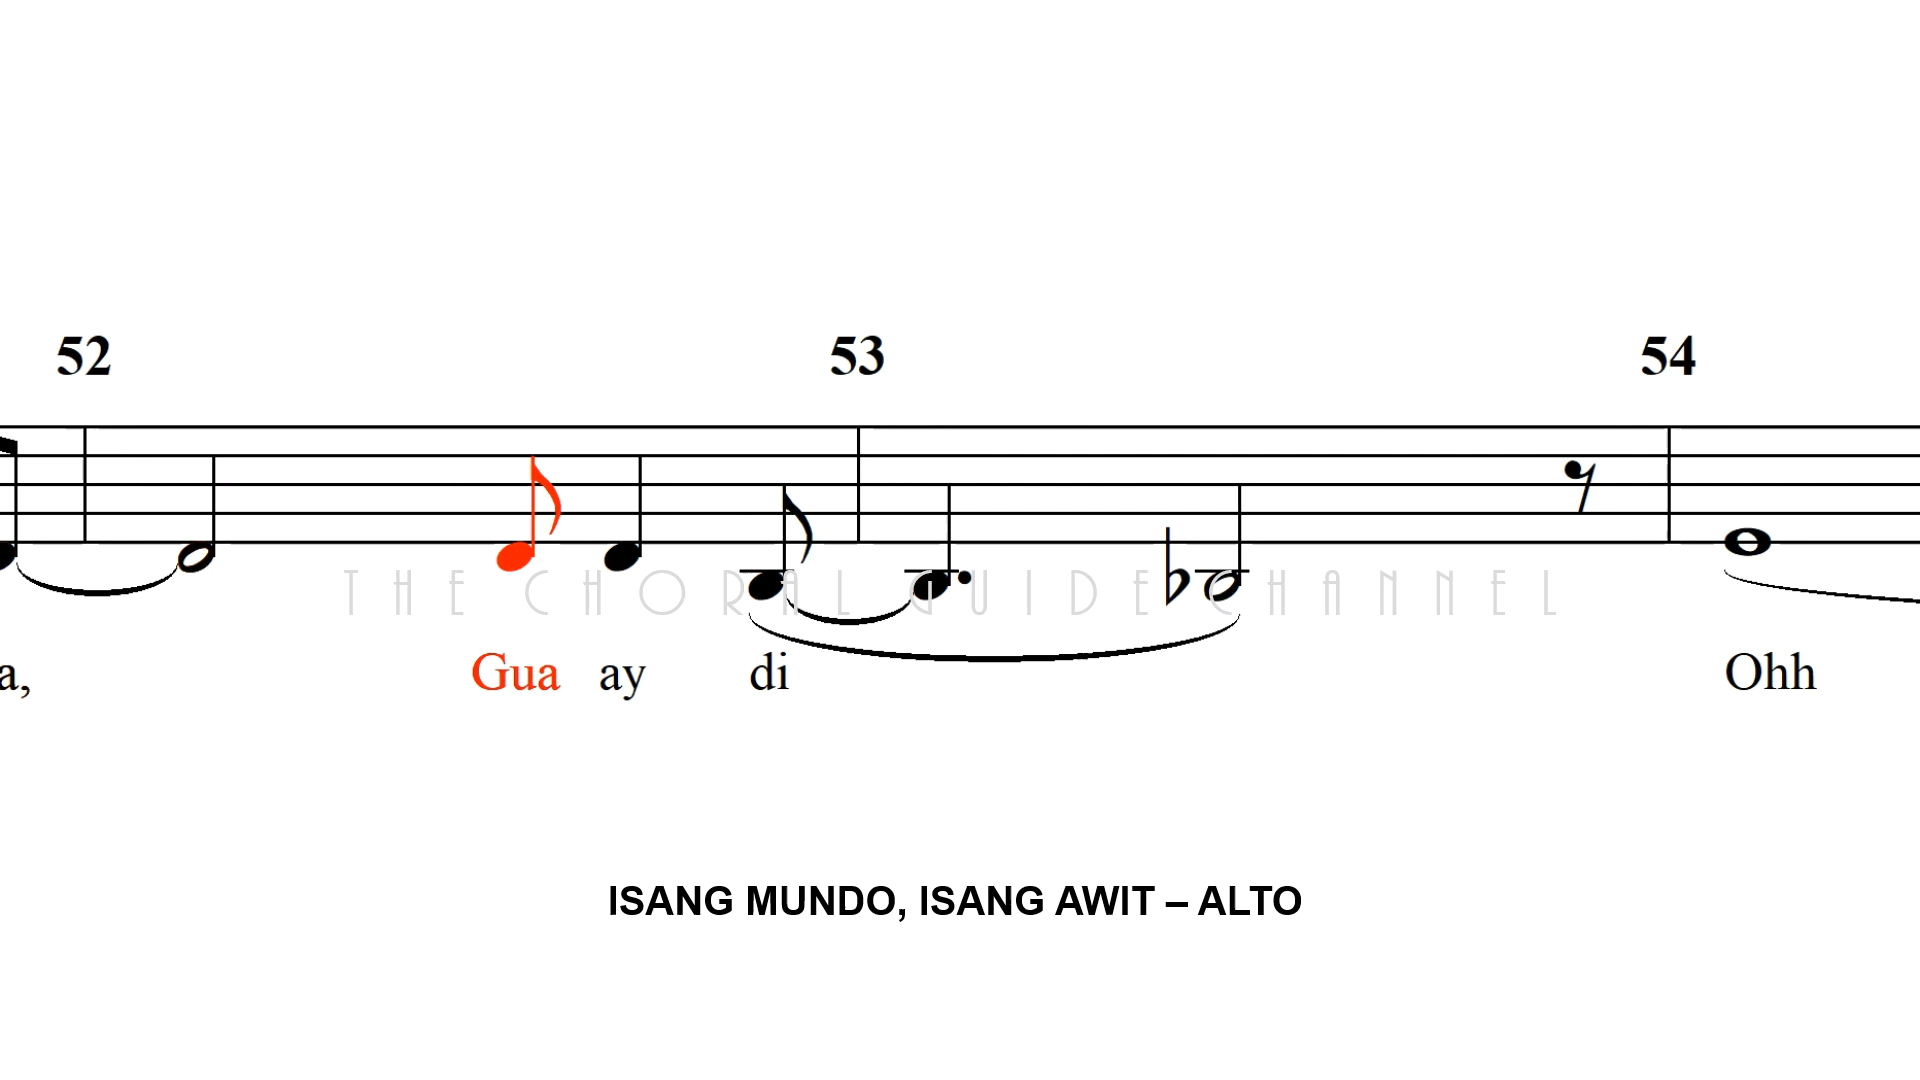 52 53 54
THE CHORAL GUIDE CHANNEL
a, Gua ay di Ohh
ISANG MUNDO, ISANG AWIT – ALTO